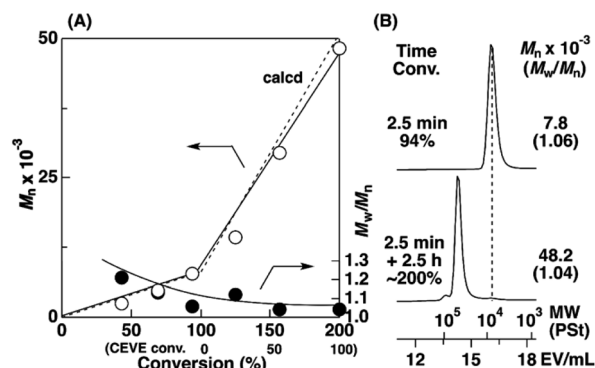 (A)
50
25
0
Mn x 10-3
calcd
1.3
1.2
1.1
1.0
Mw/Mn
0 50 100 150 200
(CEVE conv. 0 50 100)
Conversion (%)
(B)
Time
Conv.
Mn x 10-3
(Mw/Mn)
2.5 min
94%
7.8
(1.06)
2.5 min
+ 2.5 h
~200%
48.2
(1.04)
105 104 103 MW
(PSt)
12 15 18 EV/mL